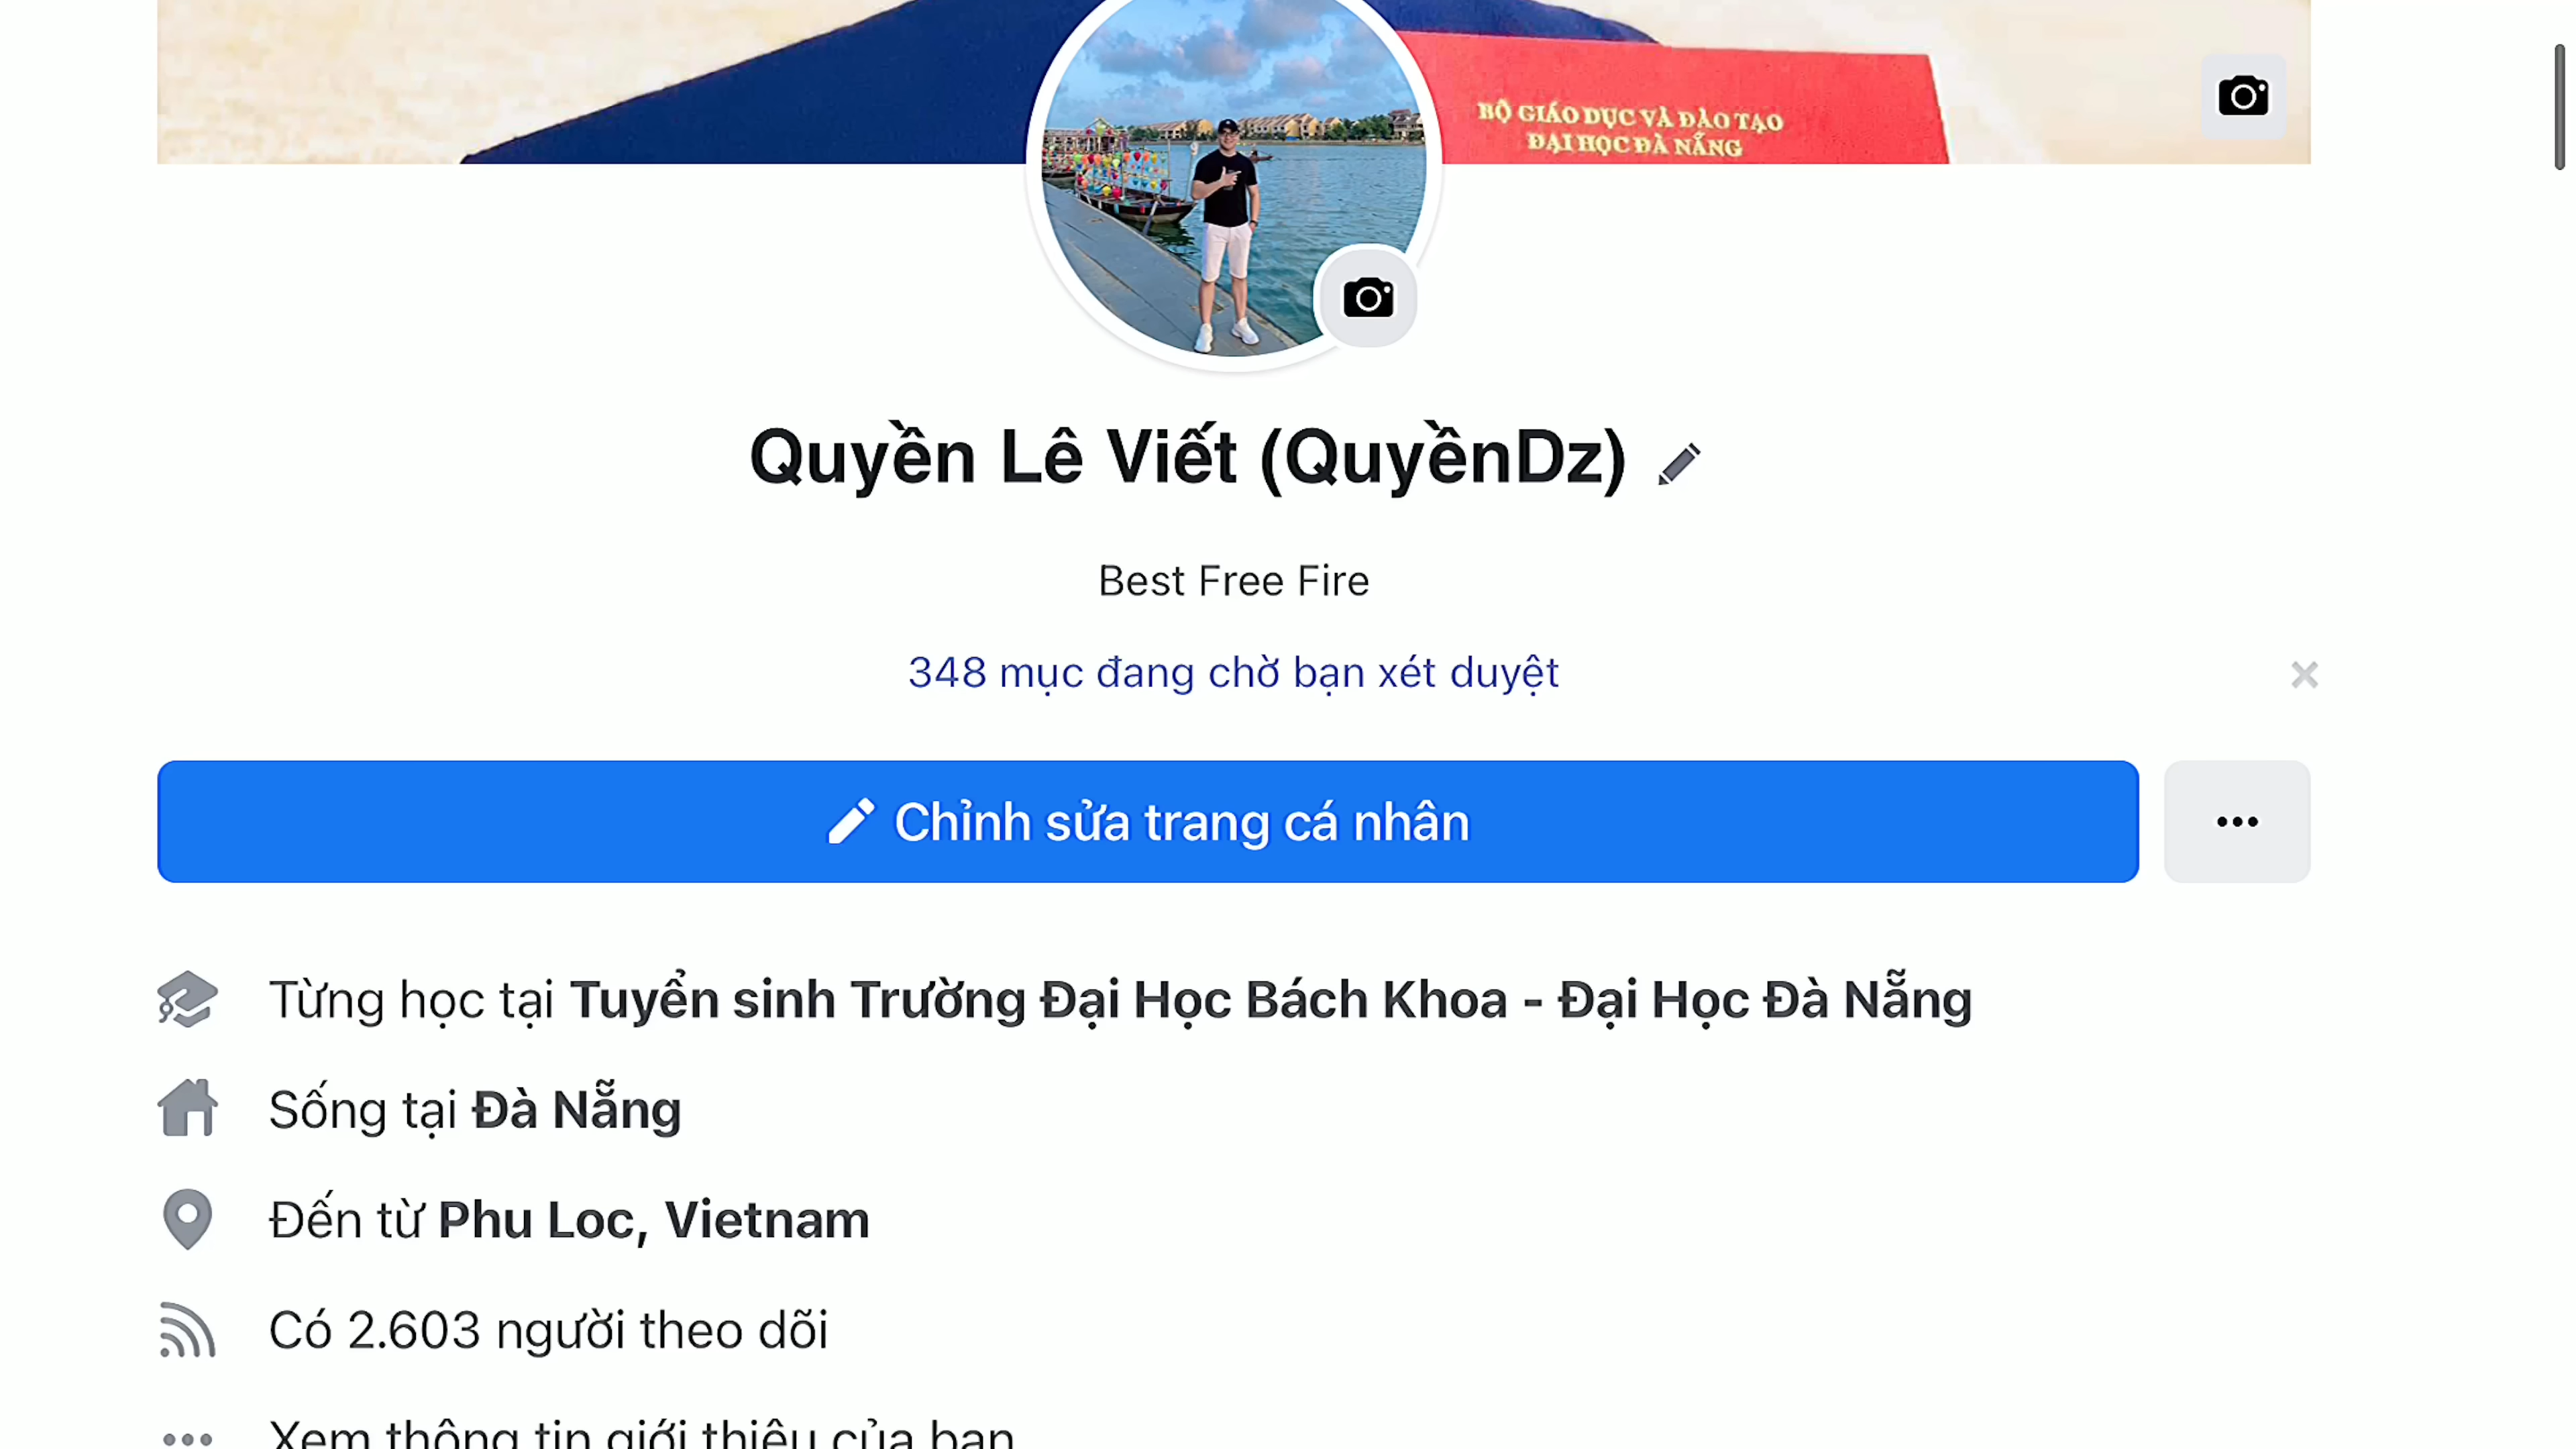 BỘ GIÁO DỤC VÀ ĐÀO TẠO
ĐẠI HỌC ĐÀ NẴNG
Quyền Lê Viết (QuyềnDz)
Best Free Fire
348 mục đang chờ bạn xét duyệt
Chỉnh sửa trang cá nhân
Từng học tại Tuyển sinh Trường Đại Học Bách Khoa - Đại Học Đà Nẵng
Sống tại Đà Nẵng
Đến từ Phu Loc, Vietnam
Có 2.603 người theo dõi
Xem thông tin giới thiệu của bạn